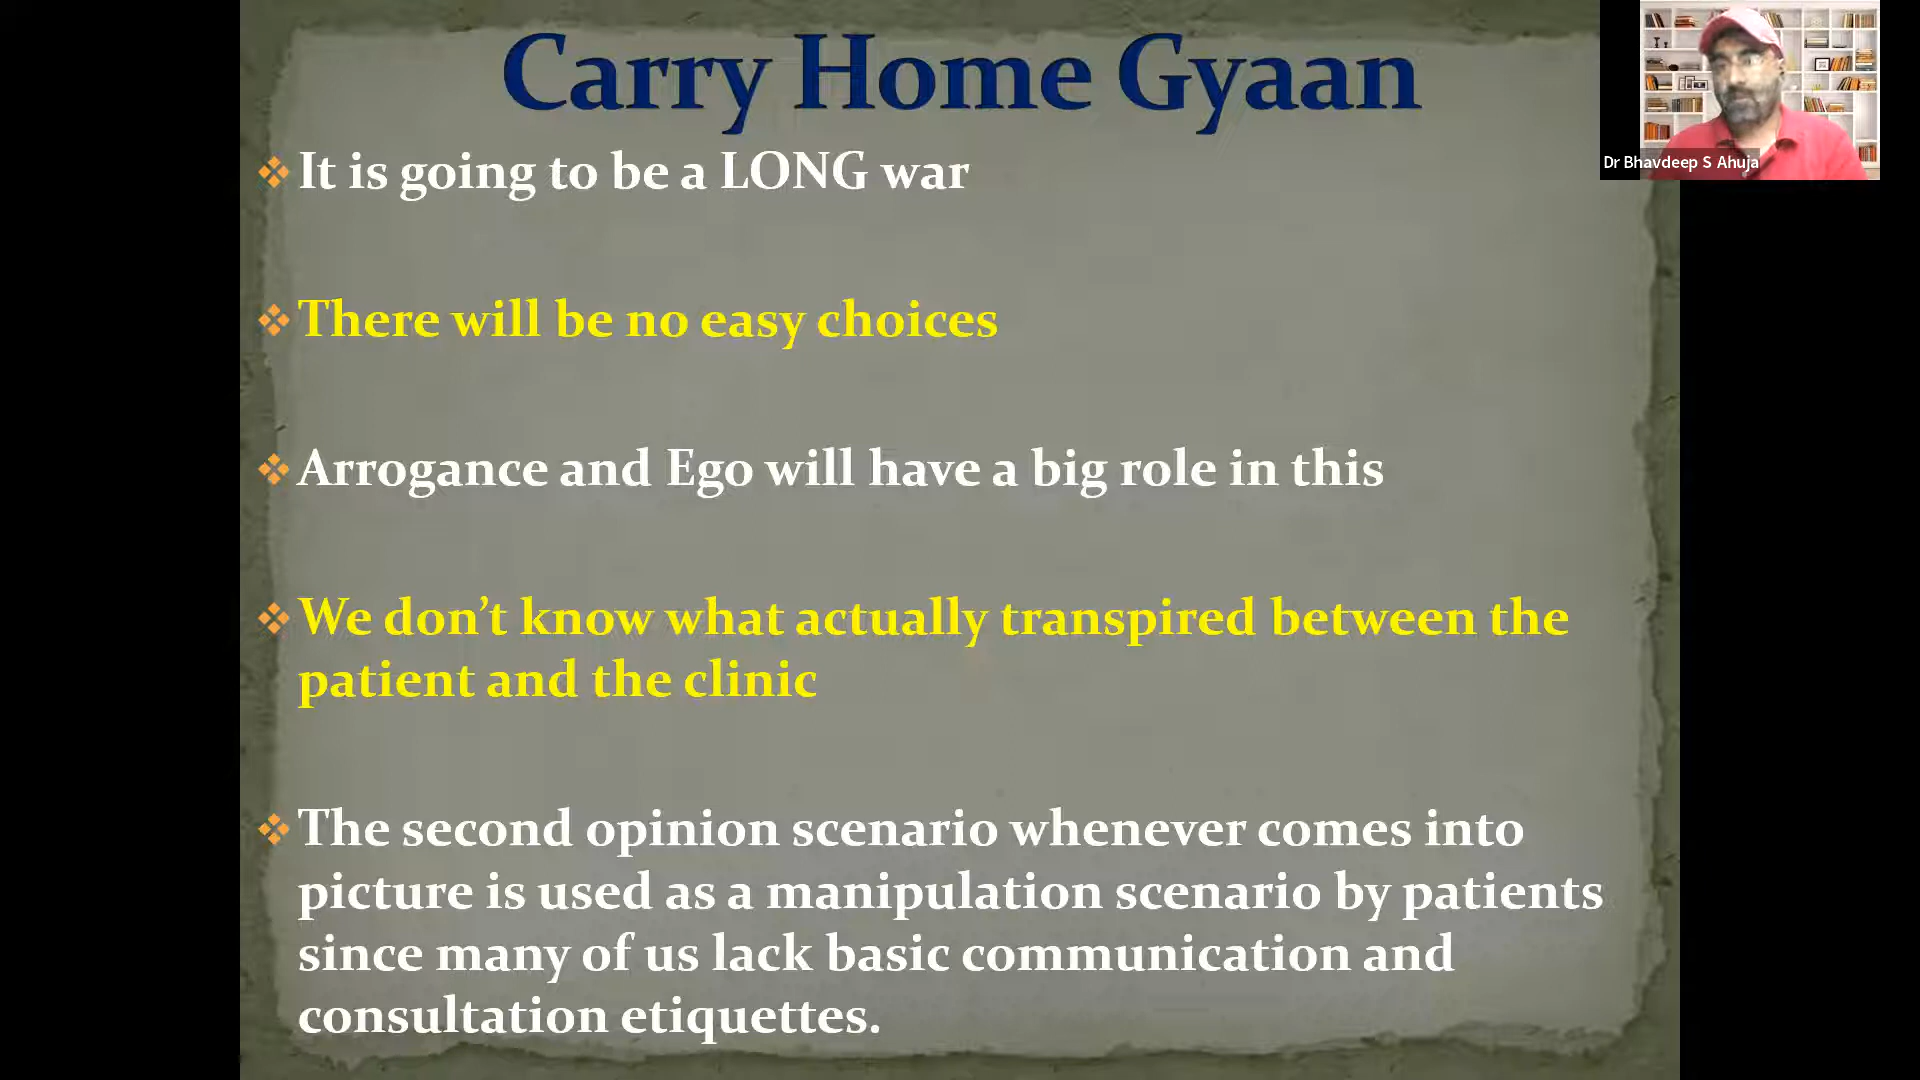 Carry Home Gyaan
Dr Bhavdeep S Ahuja
It is going to be a LONG war
There will be no easy choices
Arrogance and Ego will have a big role in this
We don’t know what actually transpired between the
patient and the clinic
The second opinion scenario whenever comes into
picture is used as a manipulation scenario by patients
since many of us lack basic communication and
consultation etiquettes.